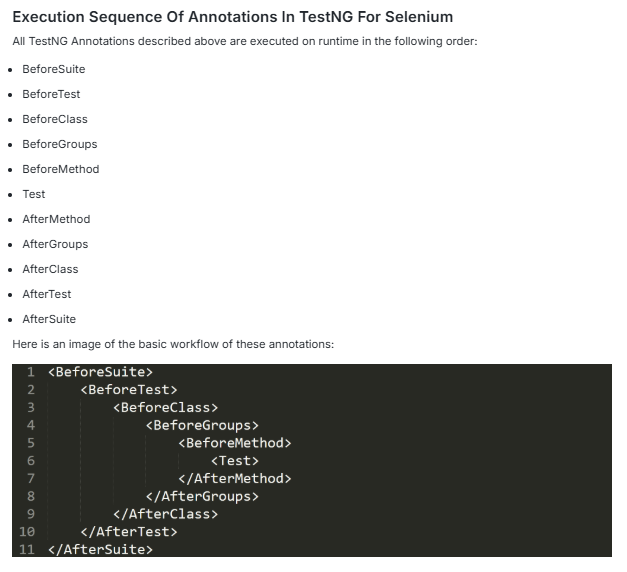 Execution Sequence Of Annotations In TestNG For Selenium
All TestNG Annotations described above are executed on runtime in the following order:
• BeforeSuite
• BeforeTest
• BeforeClass
• BeforeGroups
• BeforeMethod
• Test
• AfterMethod
• AfterGroups
• AfterClass
• AfterTest
• AfterSuite
Here is an image of the basic workflow of these annotations:
1 <BeforeSuite>
2 <BeforeTest>
3 <BeforeClass>
4 <BeforeGroups>
5 <BeforeMethod>
6 <Test>
7 </AfterMethod>
8 </AfterGroups>
9 </AfterClass>
10 </AfterTest>
11 </AfterSuite>